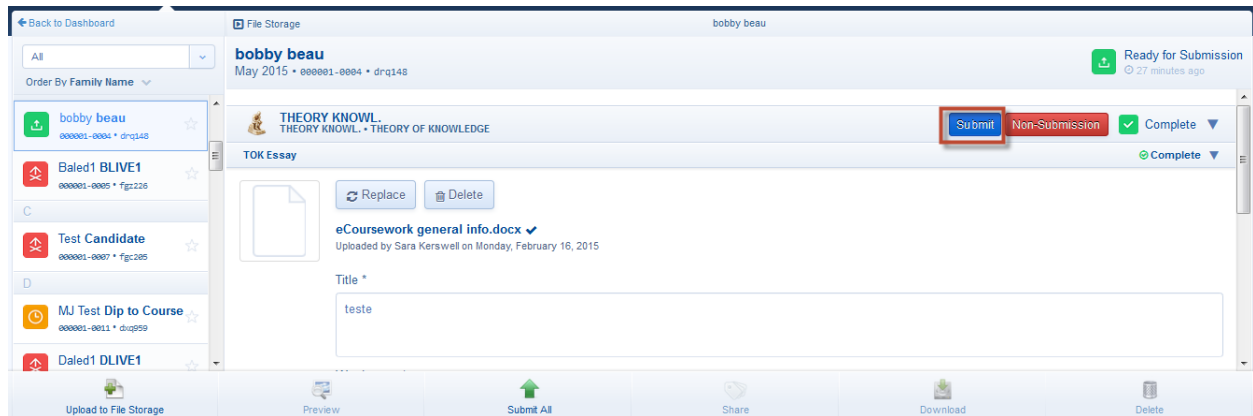 Back to Dashboard
File Storage
bobby beau
All
Order By Family Name
bobby beau
000001-0004 • drq148
Baled1 BLIVE1
000001-0005 • fgz226
C
Test Candidate
000001-0007 • fgc205
D
MJ Test Dip to Course
000001-0011 • dxq959
Daled1 DLIVE1
bobby beau
May 2015 • 000001-0004 • drq148
Ready for Submission
27 minutes ago
THEORY KNOWL.
THEORY KNOWL. • THEORY OF KNOWLEDGE
Submit
Non-Submission
Complete
TOK Essay
Complete
Replace
Delete
eCoursework general info.docx
Uploaded by Sara Kerswell on Monday, February 16, 2015
Title *
teste
Upload to File Storage
Preview
Submit All
Share
Download
Delete